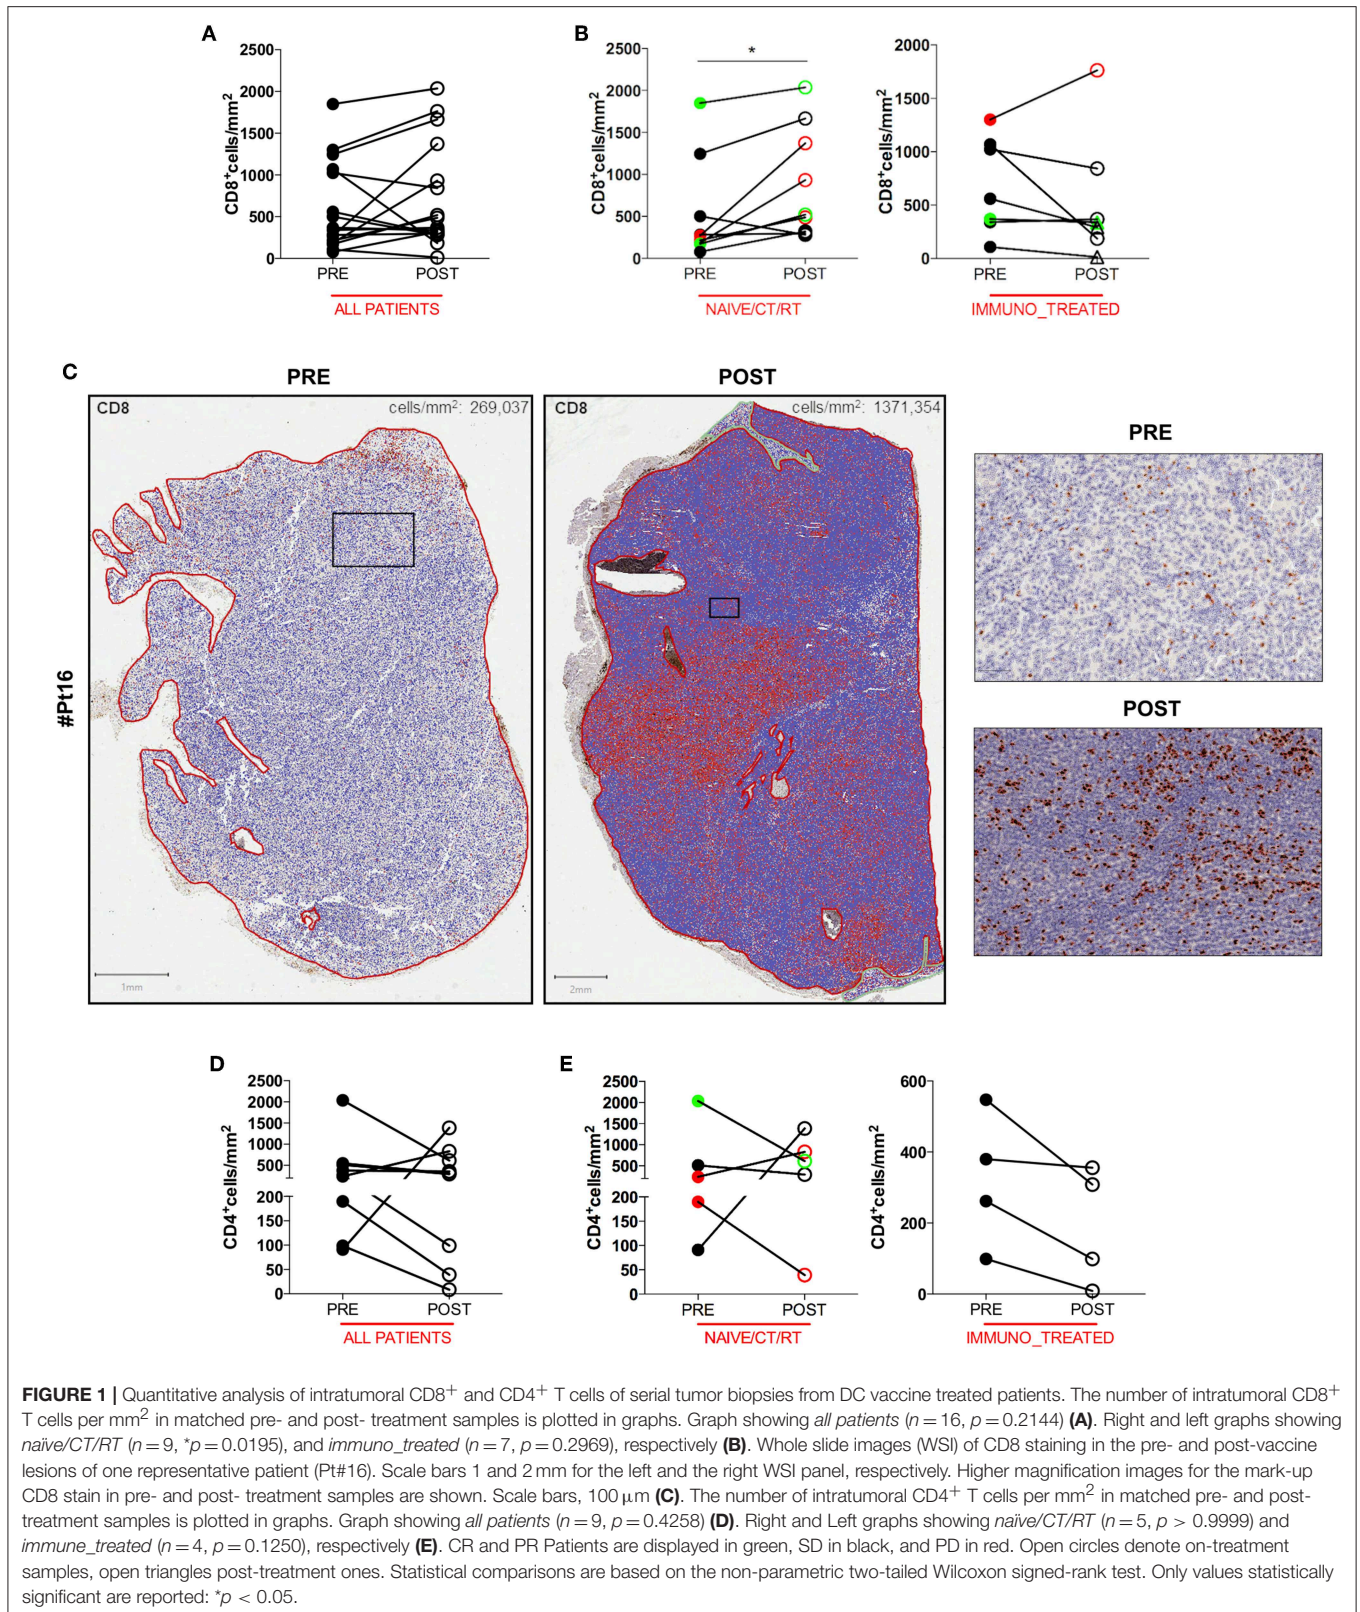 A
2500
2000
1500
1000
500
0
CD8+cells/mm2
PRE
POST
ALL PATIENTS
B
2500
2000
1500
1000
500
0
CD8+cells/mm2
*
PRE
POST
NAIVE/CT/RT
2000
1500
1000
500
0
CD8+cells/mm2
PRE
POST
IMMUNO_TREATED
C
PRE
POST
#Pt16
CD8
cells/mm2: 269,037
1mm
CD8
cells/mm2: 1371,354
2mm
PRE
POST
D
2500
2000
1500
1000
500
200
150
100
50
0
CD4+cells/mm2
PRE
POST
ALL PATIENTS
E
2500
2000
1500
1000
500
200
150
100
50
0
CD4+cells/mm2
PRE
POST
NAIVE/CT/RT
600
400
200
0
CD4+cells/mm2
PRE
POST
IMMUNO_TREATED
FIGURE 1 | Quantitative analysis of intratumoral CD8+ and CD4+ T cells of serial tumor biopsies from DC vaccine treated patients. The number of intratumoral CD8+
T cells per mm2 in matched pre- and post- treatment samples is plotted in graphs. Graph showing all patients (n = 16, p = 0.2144) (A). Right and left graphs showing
naïve/CT/RT (n = 9, *p = 0.0195), and immuno_treated (n = 7, p = 0.2969), respectively (B). Whole slide images (WSI) of CD8 staining in the pre- and post-vaccine
lesions of one representative patient (Pt#16). Scale bars 1 and 2 mm for the left and the right WSI panel, respectively. Higher magnification images for the mark-up
CD8 stain in pre- and post- treatment samples are shown. Scale bars, 100 μm (C). The number of intratumoral CD4+ T cells per mm2 in matched pre- and post-
treatment samples is plotted in graphs. Graph showing all patients (n = 9, p = 0.4258) (D). Right and Left graphs showing naïve/CT/RT (n = 5, p > 0.9999) and
immune_treated (n = 4, p = 0.1250), respectively (E). CR and PR Patients are displayed in green, SD in black, and PD in red. Open circles denote on-treatment
samples, open triangles post-treatment ones. Statistical comparisons are based on the non-parametric two-tailed Wilcoxon signed-rank test. Only values statistically
significant are reported: *p < 0.05.